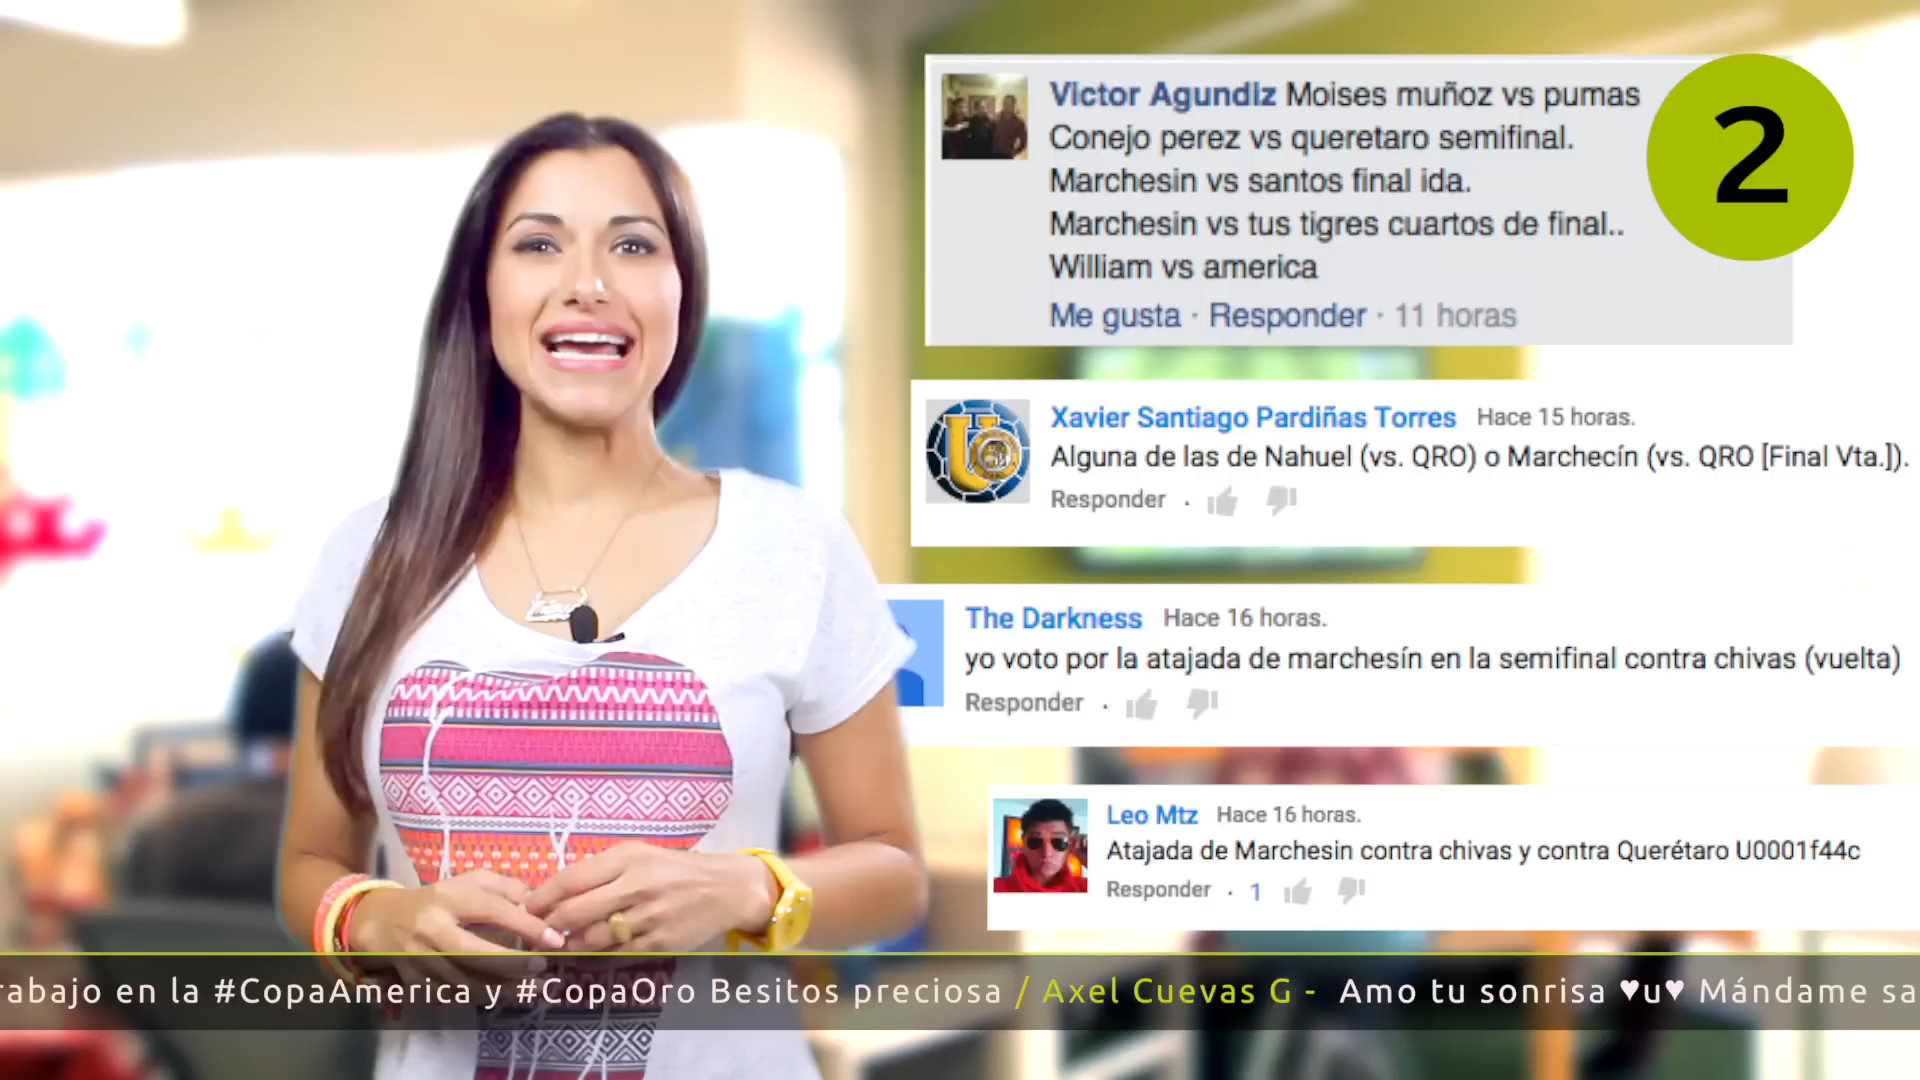 Victor Agundiz Moises muñoz vs pumas
Conejo perez vs queretaro semifinal.
Marchesin vs santos final ida.
Marchesin vs tus tigres cuartos de final..
William vs america
Me gusta · Responder · 11 horas
2
Xavier Santiago Pardiñas Torres Hace 15 horas.
Alguna de las de Nahuel (vs. QRO) o Marchecín (vs. QRO [Final Vta.]).
Responder ·
The Darkness Hace 16 horas.
yo voto por la atajada de marchesín en la semifinal contra chivas (vuelta)
Responder ·
Leo Mtz Hace 16 horas.
Atajada de Marchesin contra chivas y contra Querétaro U0001f44c
Responder · 1
rabajo en la #CopaAmerica y #CopaOro Besitos preciosa / Axel Cuevas G - Amo tu sonrisa ♥u♥ Mándame sa